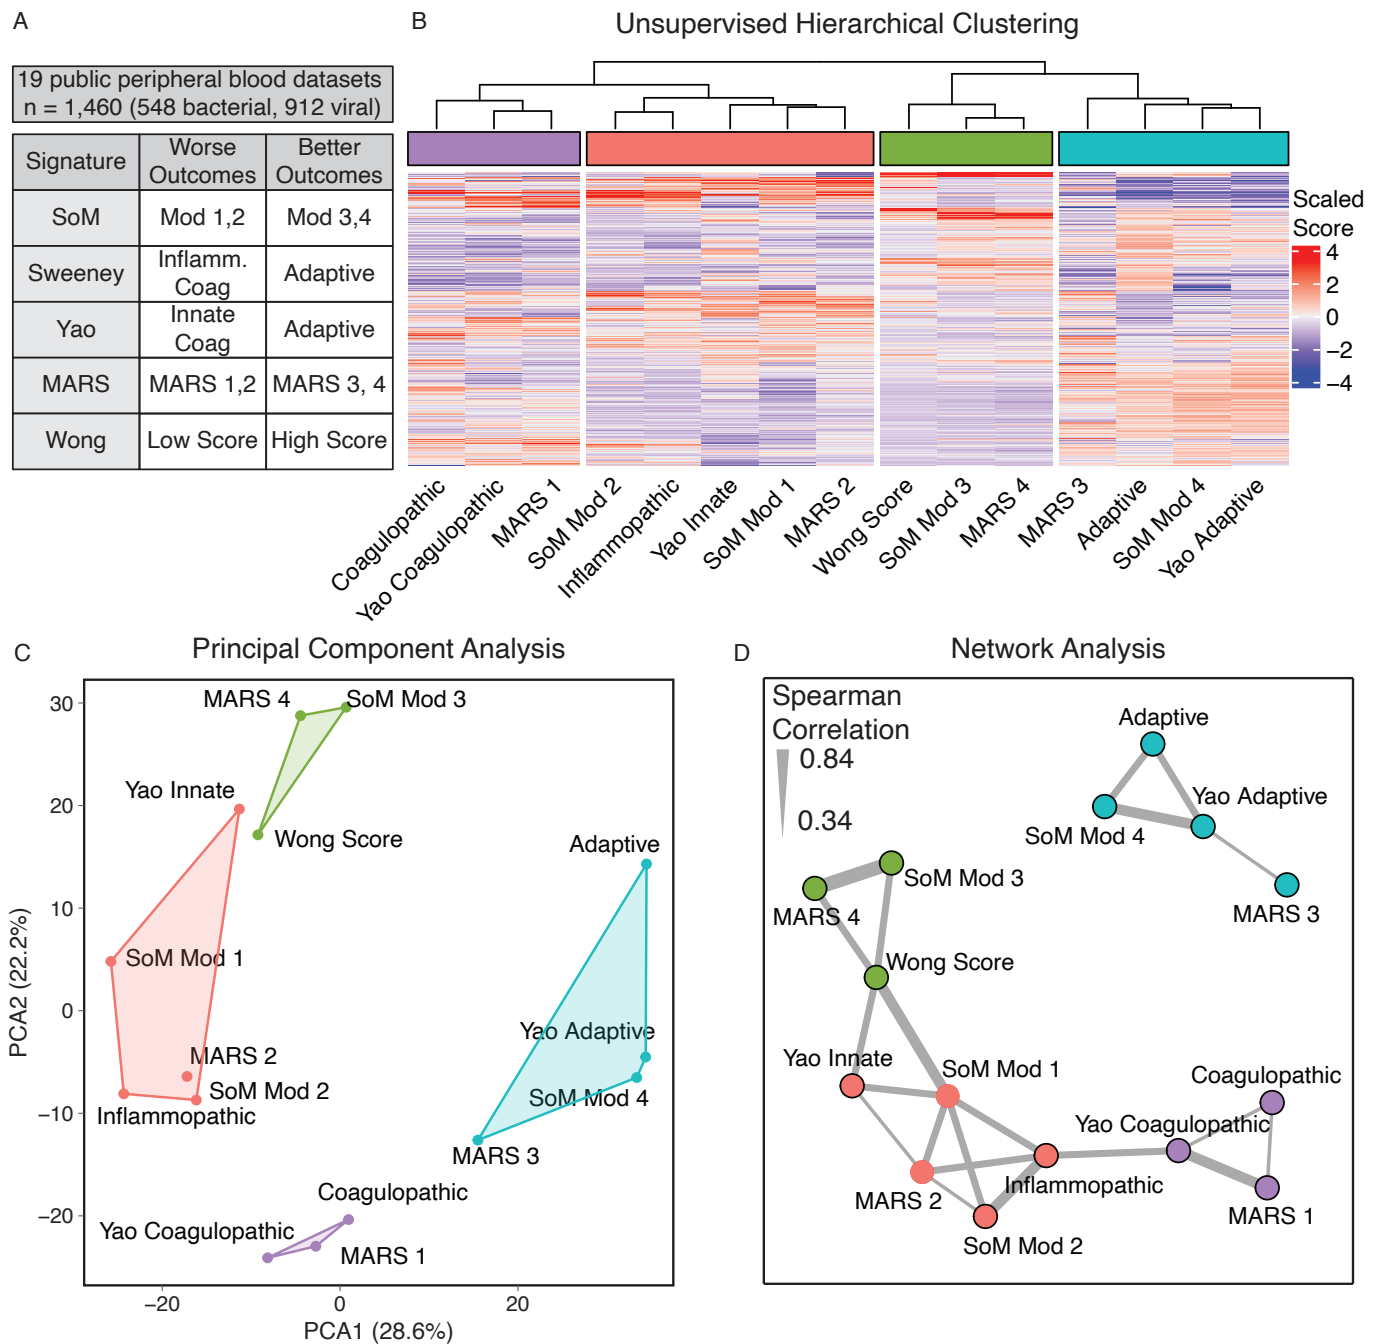 A
19 public peripheral blood datasets
n = 1,460 (548 bacterial, 912 viral)
Signature
Worse
Outcomes
Better
Outcomes
SoM
Mod 1,2
Mod 3,4
Sweeney
Inflamm.
Coag
Adaptive
Yao
Innate
Coag
Adaptive
MARS
MARS 1,2
MARS 3, 4
Wong
Low Score
High Score
B
Unsupervised Hierarchical Clustering
Scaled
Score
4
2
0
−2
−4
Coagulopathic
Yao Coagulopathic
MARS 1
SoM Mod 2
Inflammopathic
Yao Innate
SoM Mod 1
MARS 2
Wong Score
SoM Mod 3
MARS 4
MARS 3
Adaptive
SoM Mod 4
Yao Adaptive
C
Principal Component Analysis
PCA2 (22.2%)
30
20
10
0
−10
−20
MARS 4
SoM Mod 3
Yao Innate
Wong Score
Adaptive
SoM Mod 1
Yao Adaptive
MARS 2
SoM Mod 2
SoM Mod 4
Inflammopathic
MARS 3
Coagulopathic
Yao Coagulopathic
MARS 1
−20
0
20
PCA1 (28.6%)
D
Network Analysis
Spearman
Correlation
0.84
0.34
Adaptive
Yao Adaptive
SoM Mod 4
SoM Mod 3
MARS 4
MARS 3
Wong Score
Yao Innate
SoM Mod 1
Coagulopathic
Yao Coagulopathic
MARS 2
Inflammopathic
MARS 1
SoM Mod 2